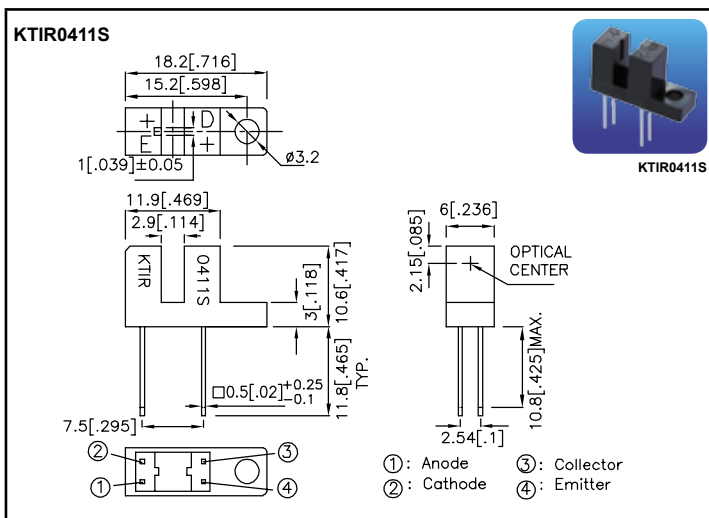 KTIR0411S
18.2[.716]
15.2[.598]
+ D
E +
ø3.2
1[.039]±0.05
KTIR0411S
11.9[.469]
2.9[.114]
KTIR
0411S
3[.118]
10.6[.417]
11.8[.465]
TYP.
□0.5[.02]+0.25
-0.1
7.5[.295]
6[.236]
2.15[.085]
OPTICAL
CENTER
10.8[.425]MAX.
2.54[.1]
② ③
① ④
①: Anode ③: Collector
②: Cathode ④: Emitter